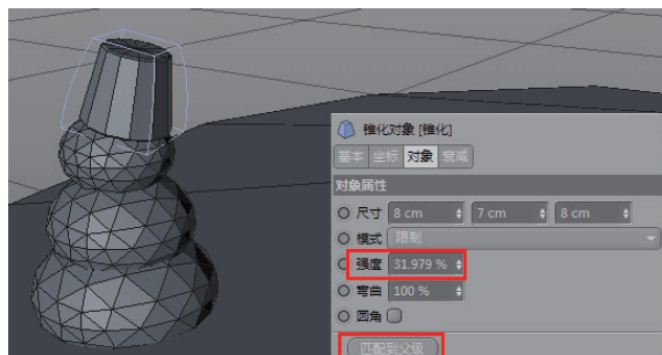 锥化对象 [锥化]
基本 坐标 对象 衰减
对象属性
尺寸 8 cm 7 cm 8 cm
模式 限制
强度 31.979 %
弯曲 100 %
圆角
匹配到父级